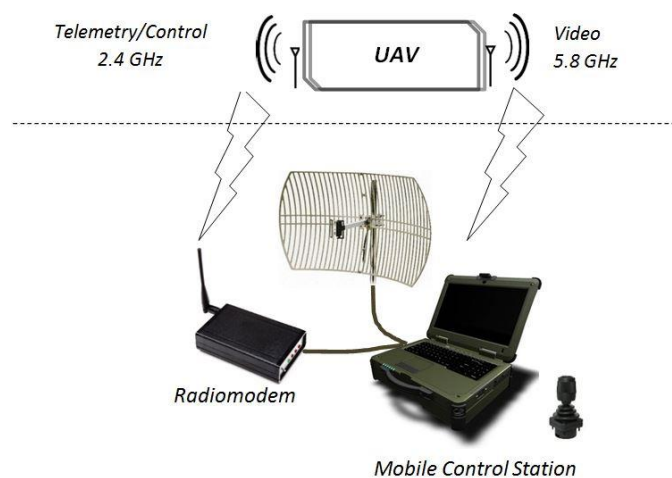 Telemetry/Control
2.4 GHz
UAV
Video
5.8 GHz
Radiomodem
Mobile Control Station